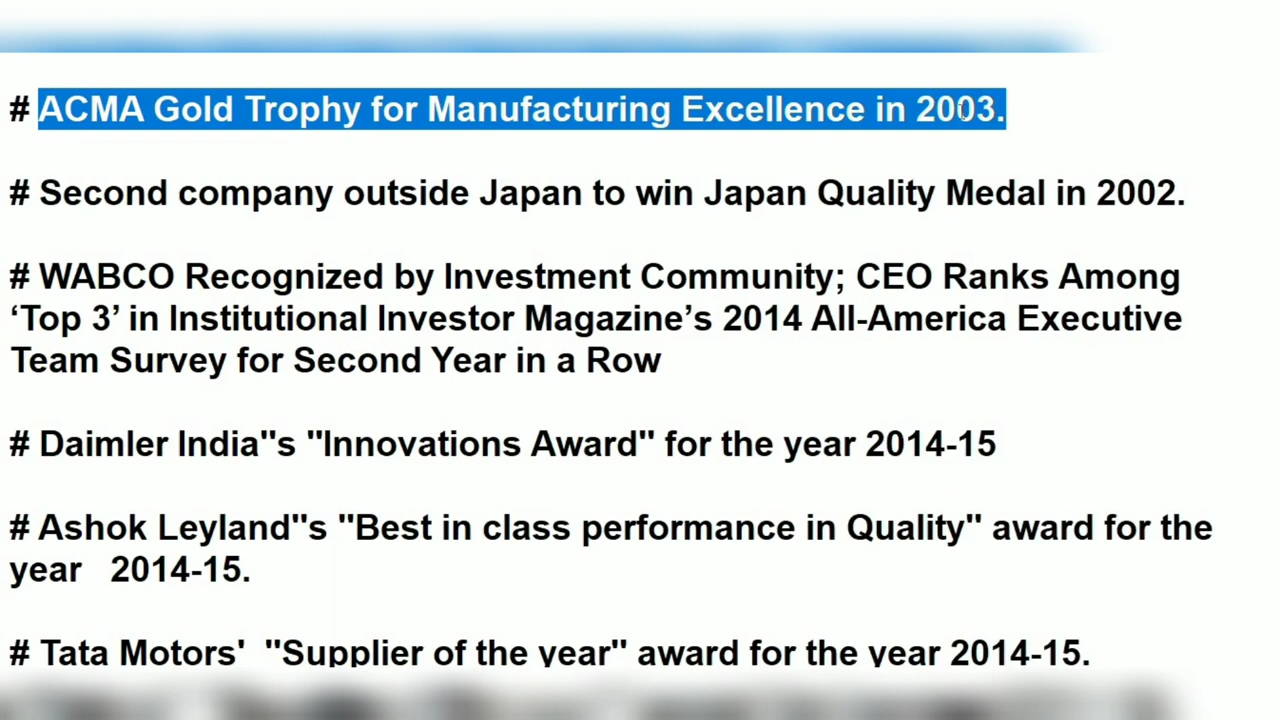 # ACMA Gold Trophy for Manufacturing Excellence in 2003.
# Second company outside Japan to win Japan Quality Medal in 2002.
# WABCO Recognized by Investment Community; CEO Ranks Among
‘Top 3’ in Institutional Investor Magazine’s 2014 All-America Executive
Team Survey for Second Year in a Row
# Daimler India"s "Innovations Award" for the year 2014-15
# Ashok Leyland"s "Best in class performance in Quality" award for the
year   2014-15.
# Tata Motors'  "Supplier of the year" award for the year 2014-15.